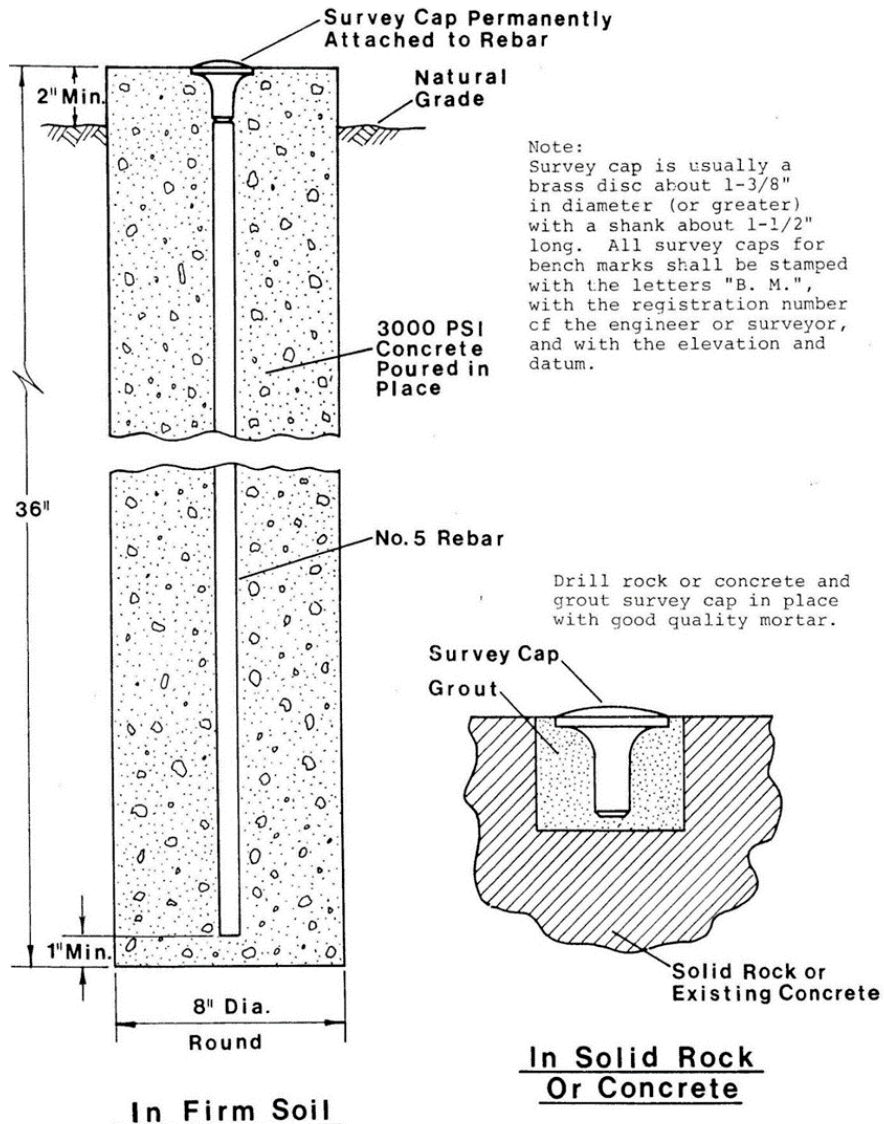 Survey Cap Permanently
Attached to Rebar
2" Min.
Natural
Grade
Note:
Survey cap is usually a
brass disc about 1-3/8"
in diameter (or greater)
with a shank about 1-1/2"
long. All survey caps for
bench marks shall be stamped
with the letters "B. M.",
with the registration number
of the engineer or surveyor,
and with the elevation and
datum.
3000 PSI
Concrete
Poured in
Place
36"
No. 5 Rebar
Drill rock or concrete and
grout survey cap in place
with good quality mortar.
Survey Cap
Grout
1" Min.
Solid Rock or
Existing Concrete
8" Dia.
Round
In Solid Rock
Or Concrete
In Firm Soil